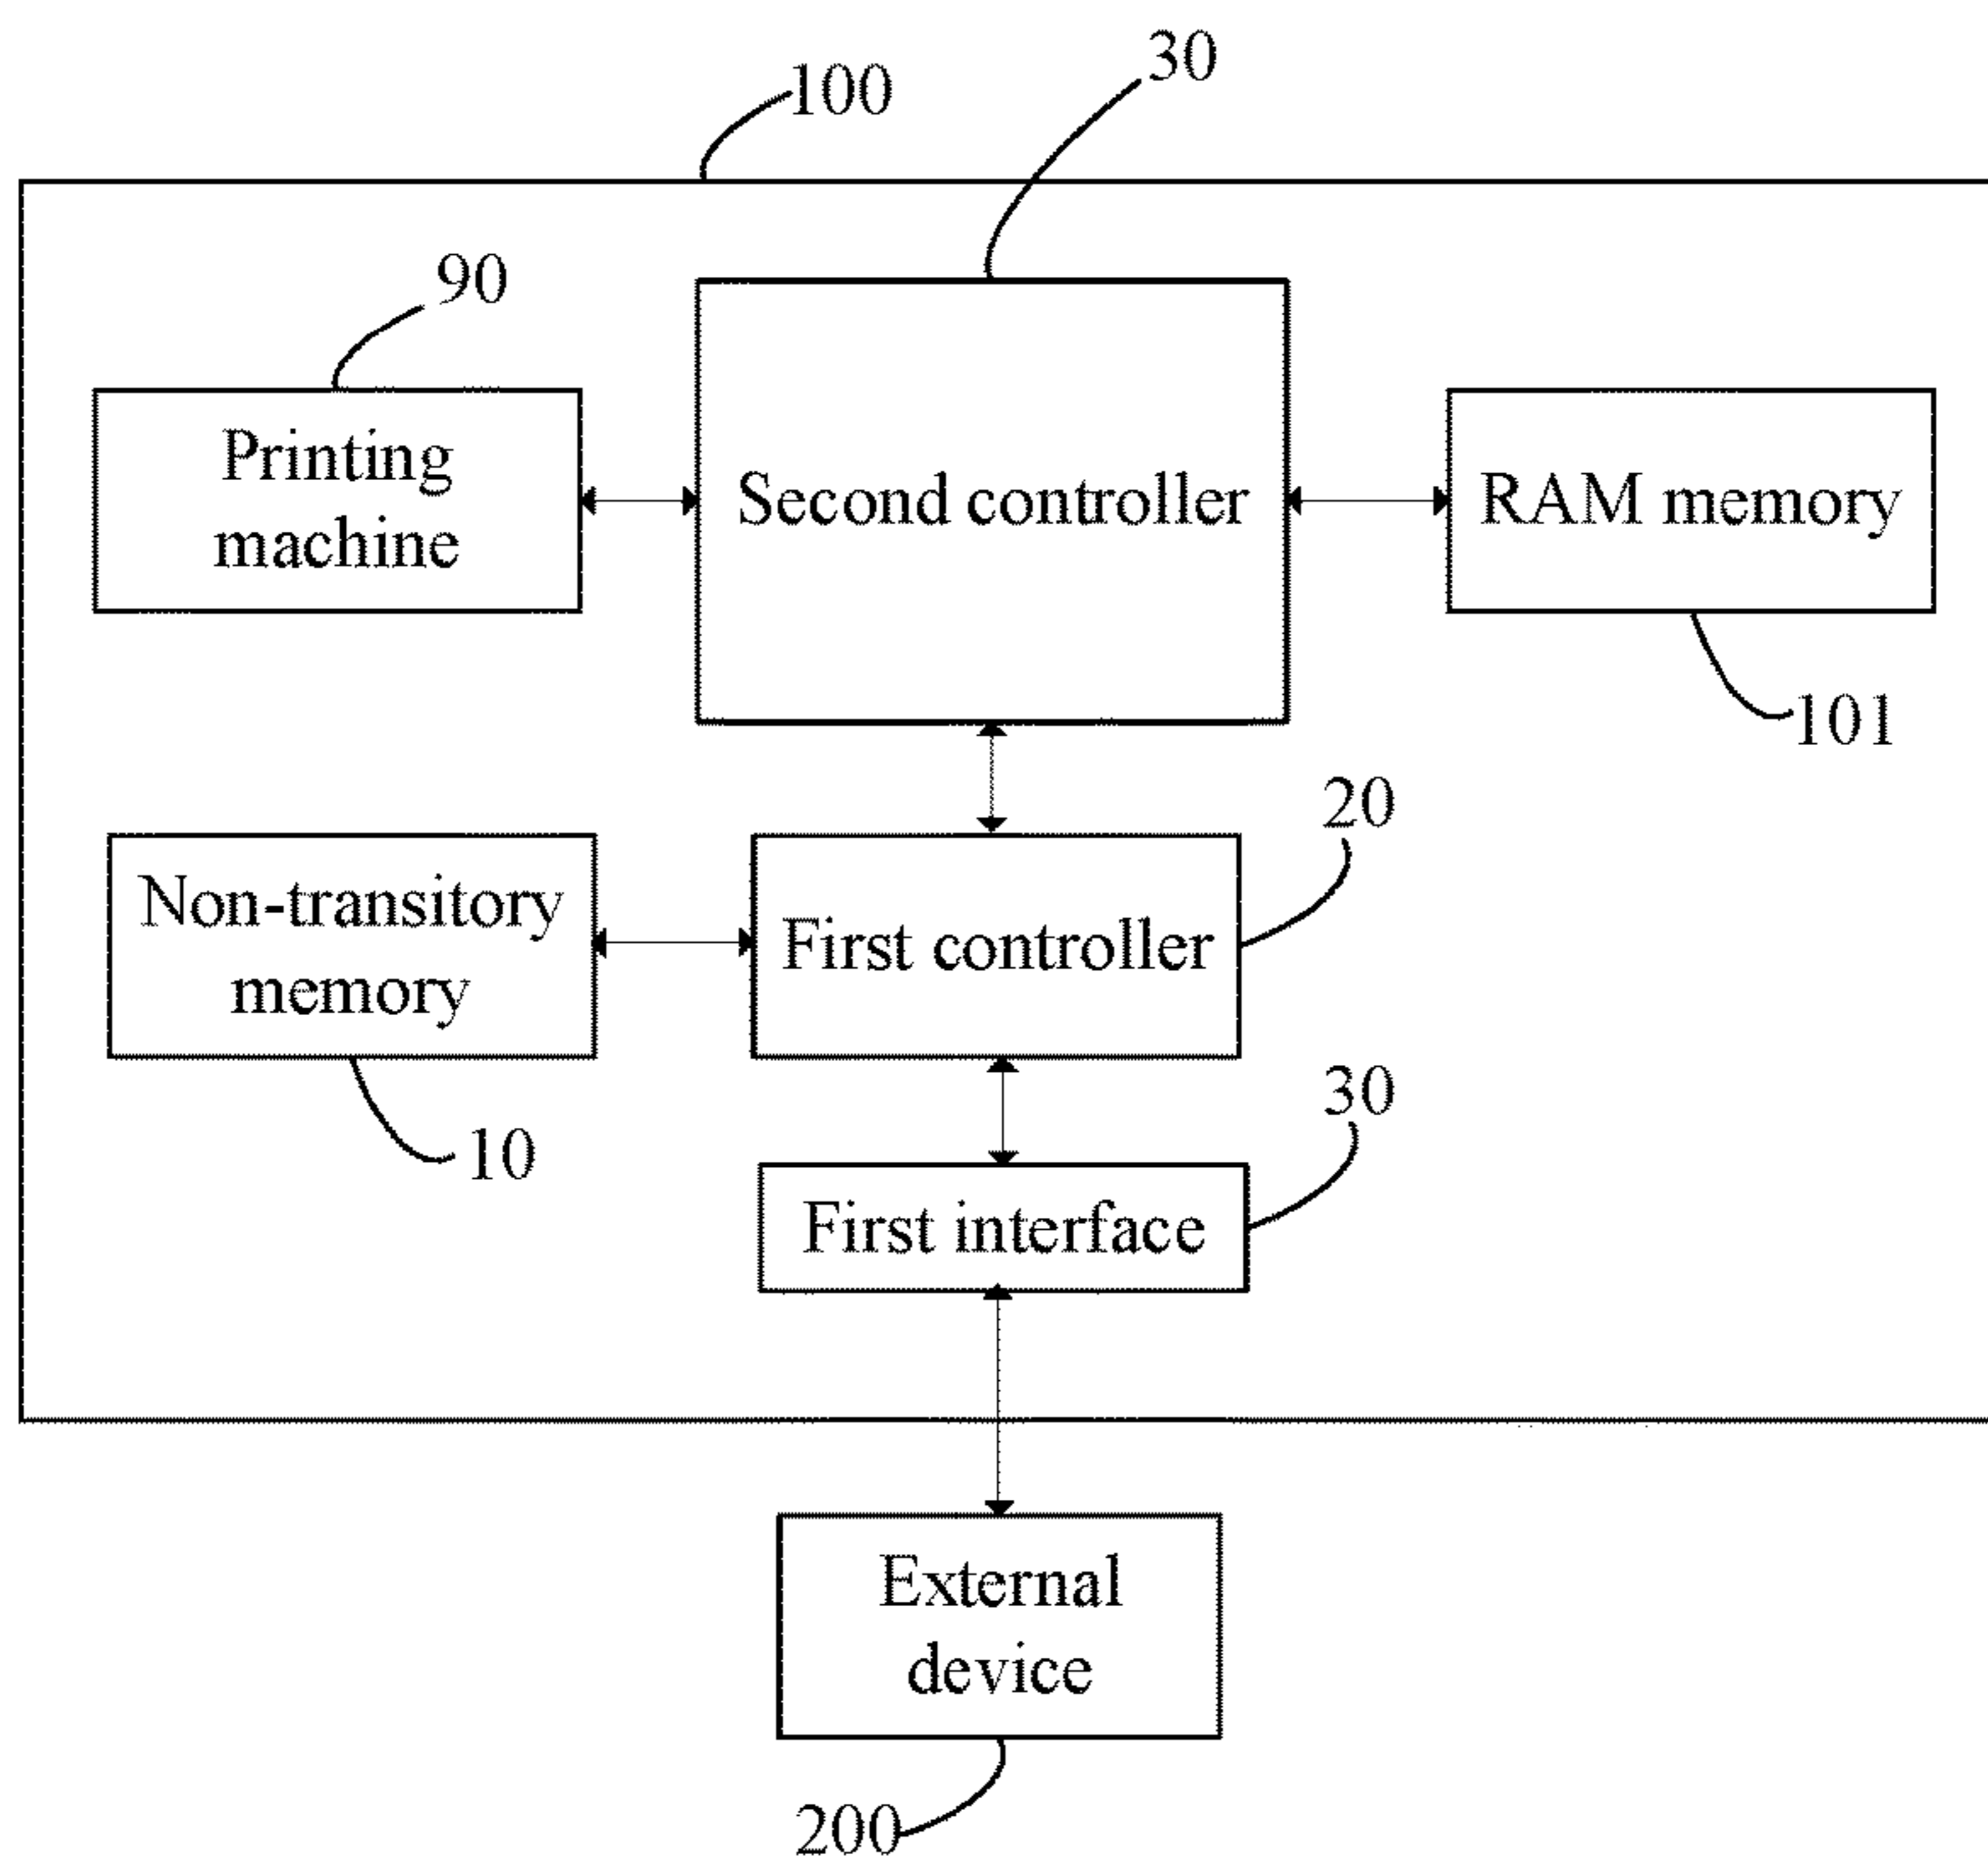 30
100
90
Printing
machine
Second controller
RAM memory
101
20
Non-transitory
memory
First controller
30
10
First interface
External
device
200